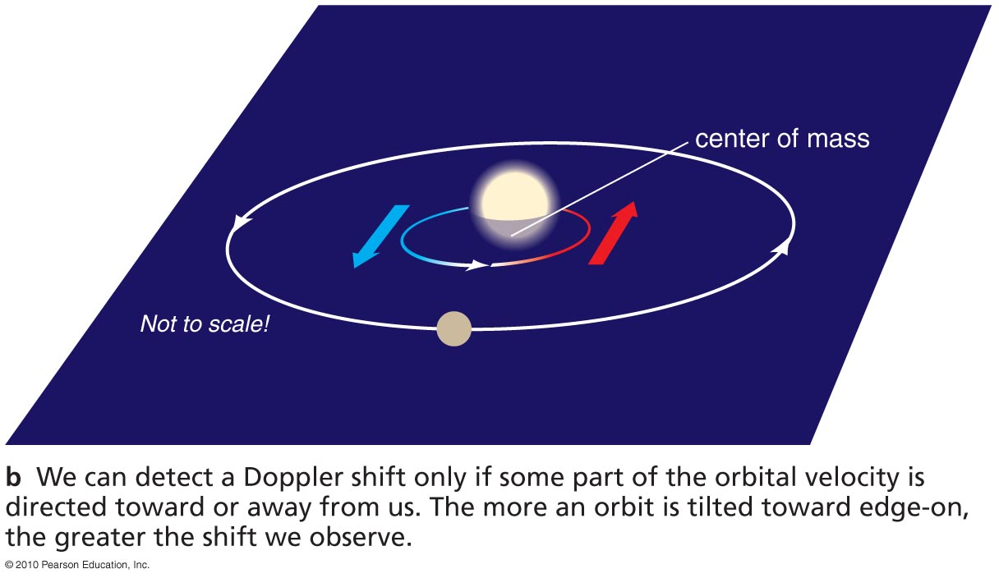 center of mass
Not to scale!
b We can detect a Doppler shift only if some part of the orbital velocity is
directed toward or away from us. The more an orbit is tilted toward edge-on,
the greater the shift we observe.
© 2010 Pearson Education, Inc.